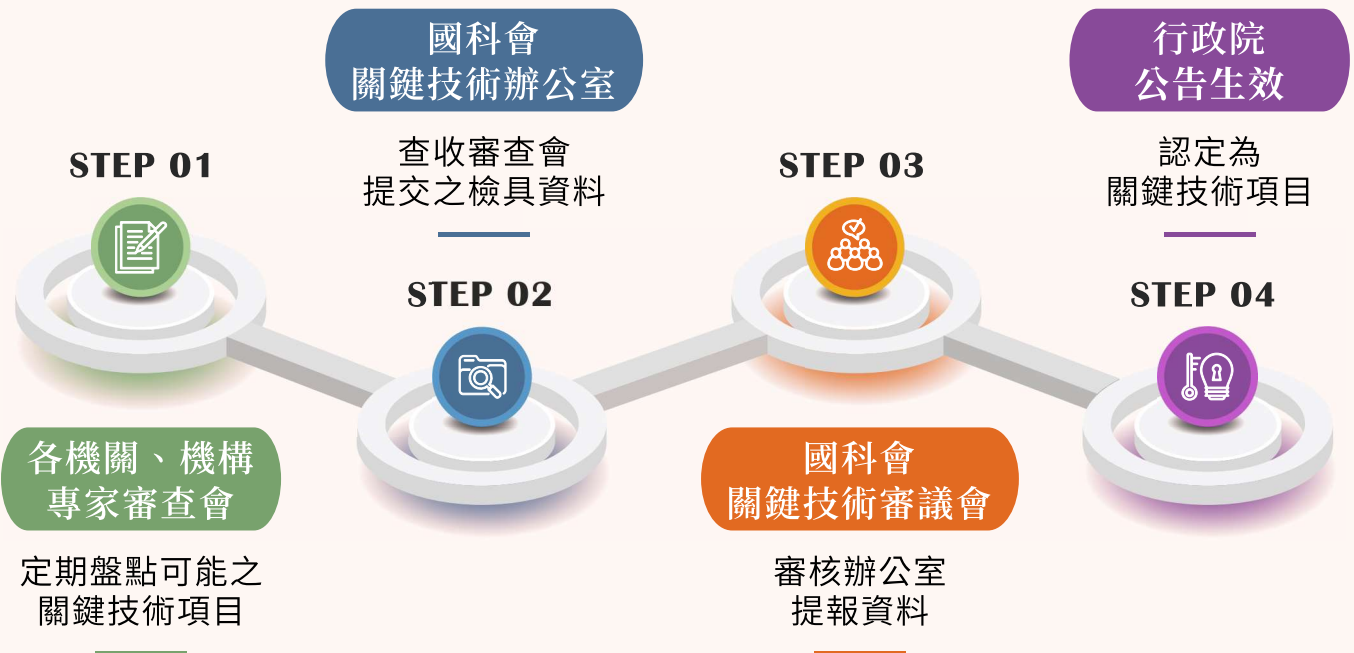 STEP 01
各機關、機構
專家審查會
定期盤點可能之
關鍵技術項目
國科會
關鍵技術辦公室
查收審查會
提交之檢具資料
STEP 02
STEP 03
國科會
關鍵技術審議會
審核辦公室
提報資料
行政院
公告生效
認定為
關鍵技術項目
STEP 04